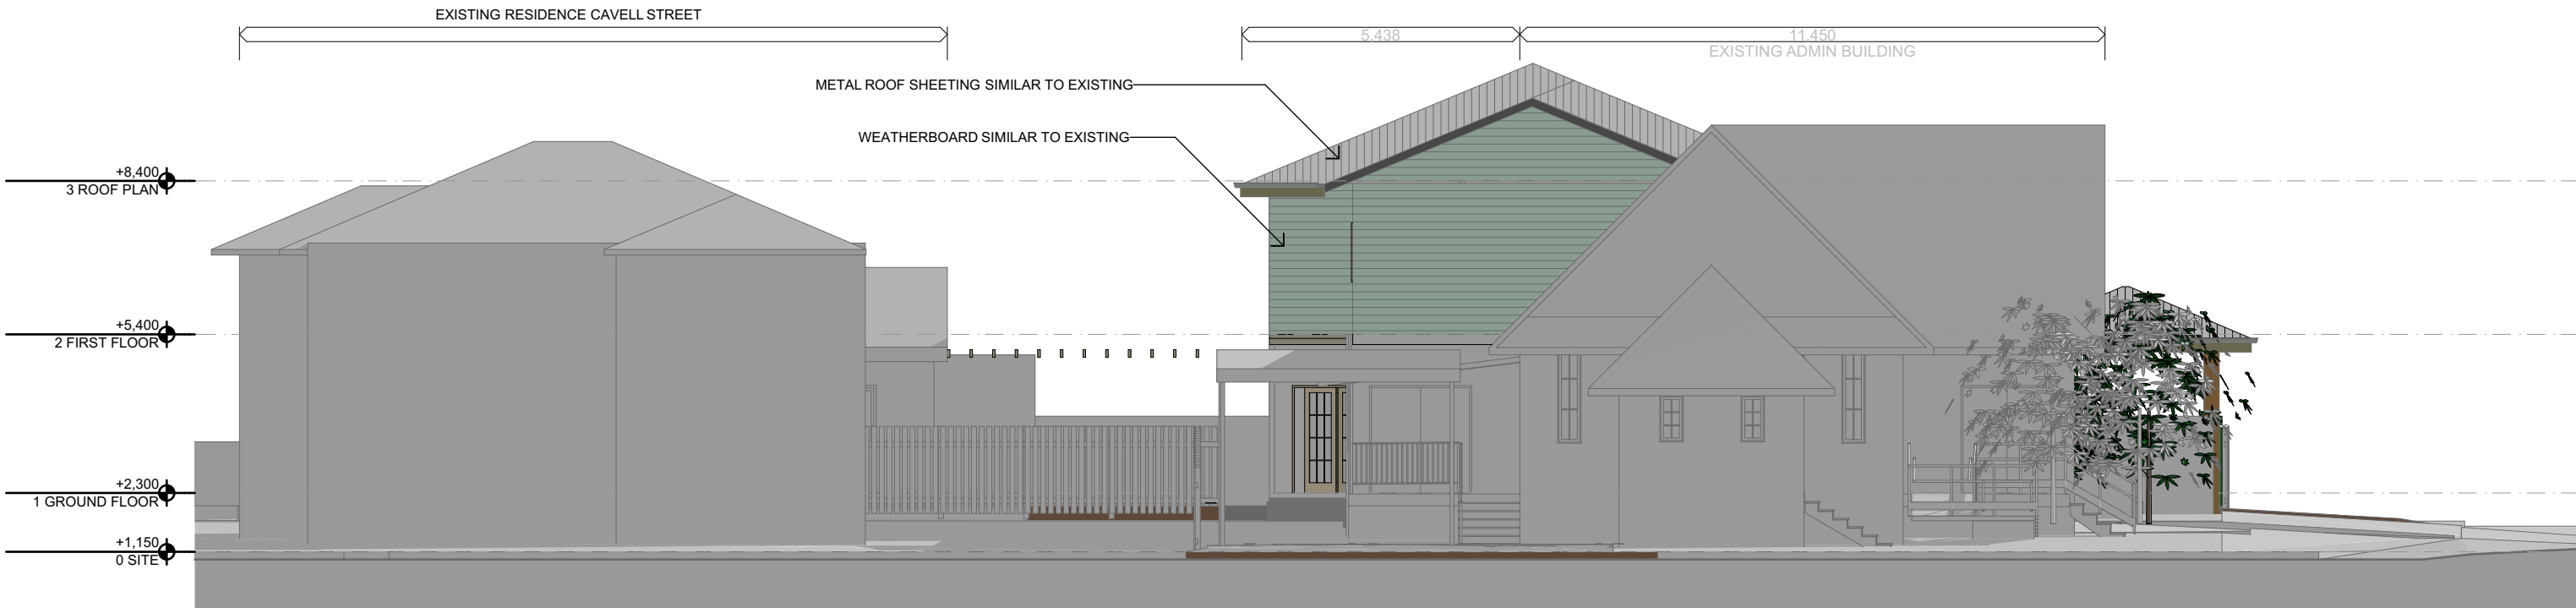 EXISTING RESIDENCE CAVELL STREET
5.438
11.450
EXISTING ADMIN BUILDING
METAL ROOF SHEETING SIMILAR TO EXISTING
WEATHERBOARD SIMILAR TO EXISTING
+8,400
3 ROOF PLAN
+5,400
2 FIRST FLOOR
+2,300
1 GROUND FLOOR
+1,150
0 SITE